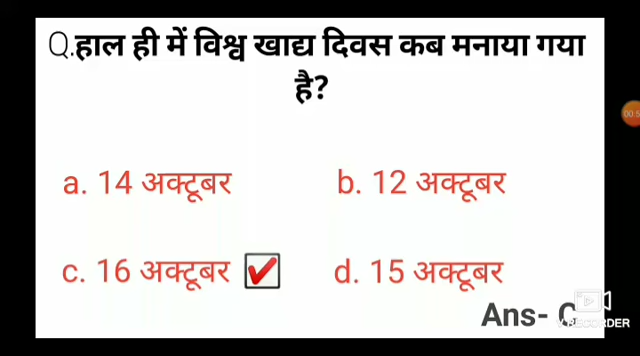 Q.हाल ही में विश्व खाद्य दिवस कब मनाया गया
है?
a. 14 अक्टूबर
b. 12 अक्टूबर
c. 16 अक्टूबर
d. 15 अक्टूबर
Ans- C